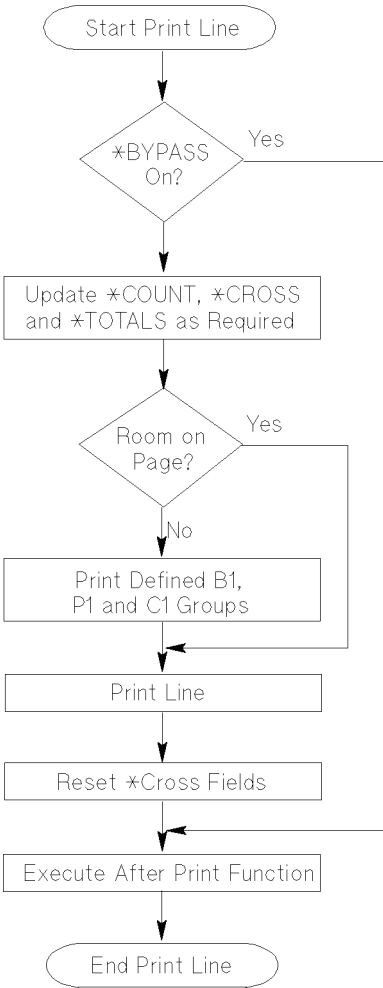 Start Print Line
*BYPASS
On?
Yes
Update *COUNT, *CROSS
and *TOTALS as Required
Room on
Page?
Yes
No
Print Defined B1,
P1 and C1 Groups
Print Line
Reset *Cross Fields
Execute After Print Function
End Print Line